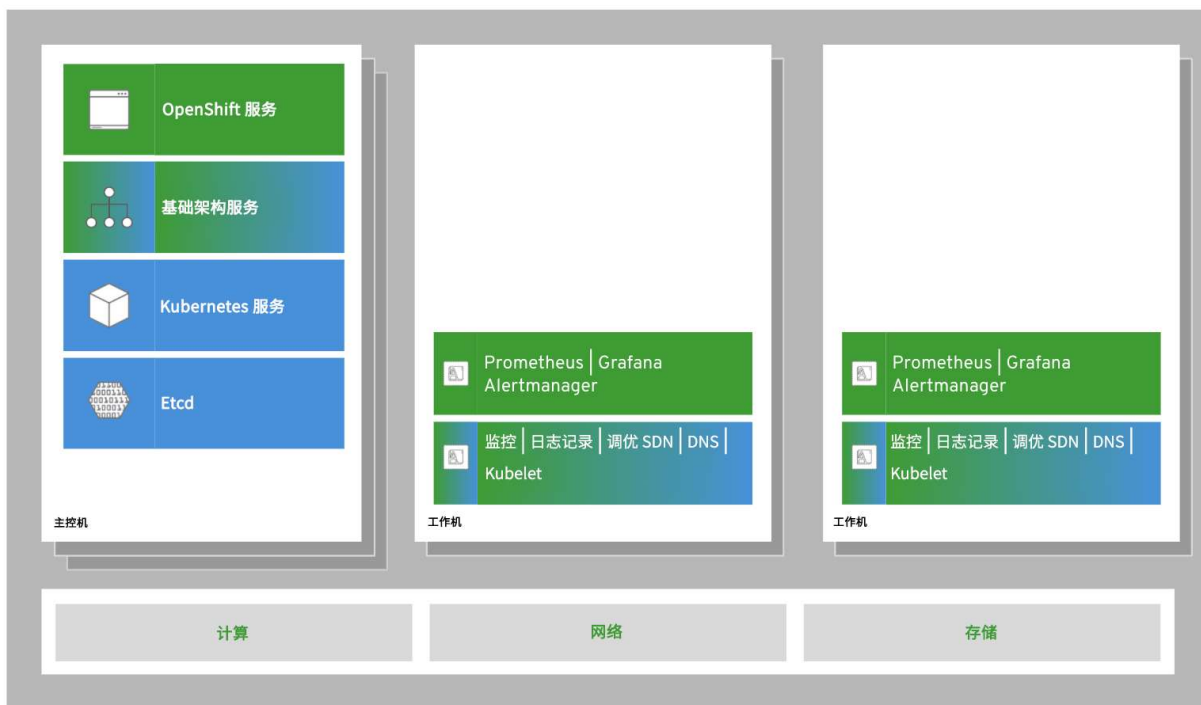 OpenShift 服务
基础架构服务
Kubernetes 服务
Etcd
主控机
Prometheus | Grafana
Alertmanager
监控 | 日志记录 | 调优 SDN | DNS |
Kubelet
工作机
Prometheus | Grafana
Alertmanager
监控 | 日志记录 | 调优 SDN | DNS |
Kubelet
工作机
计算
网络
存储